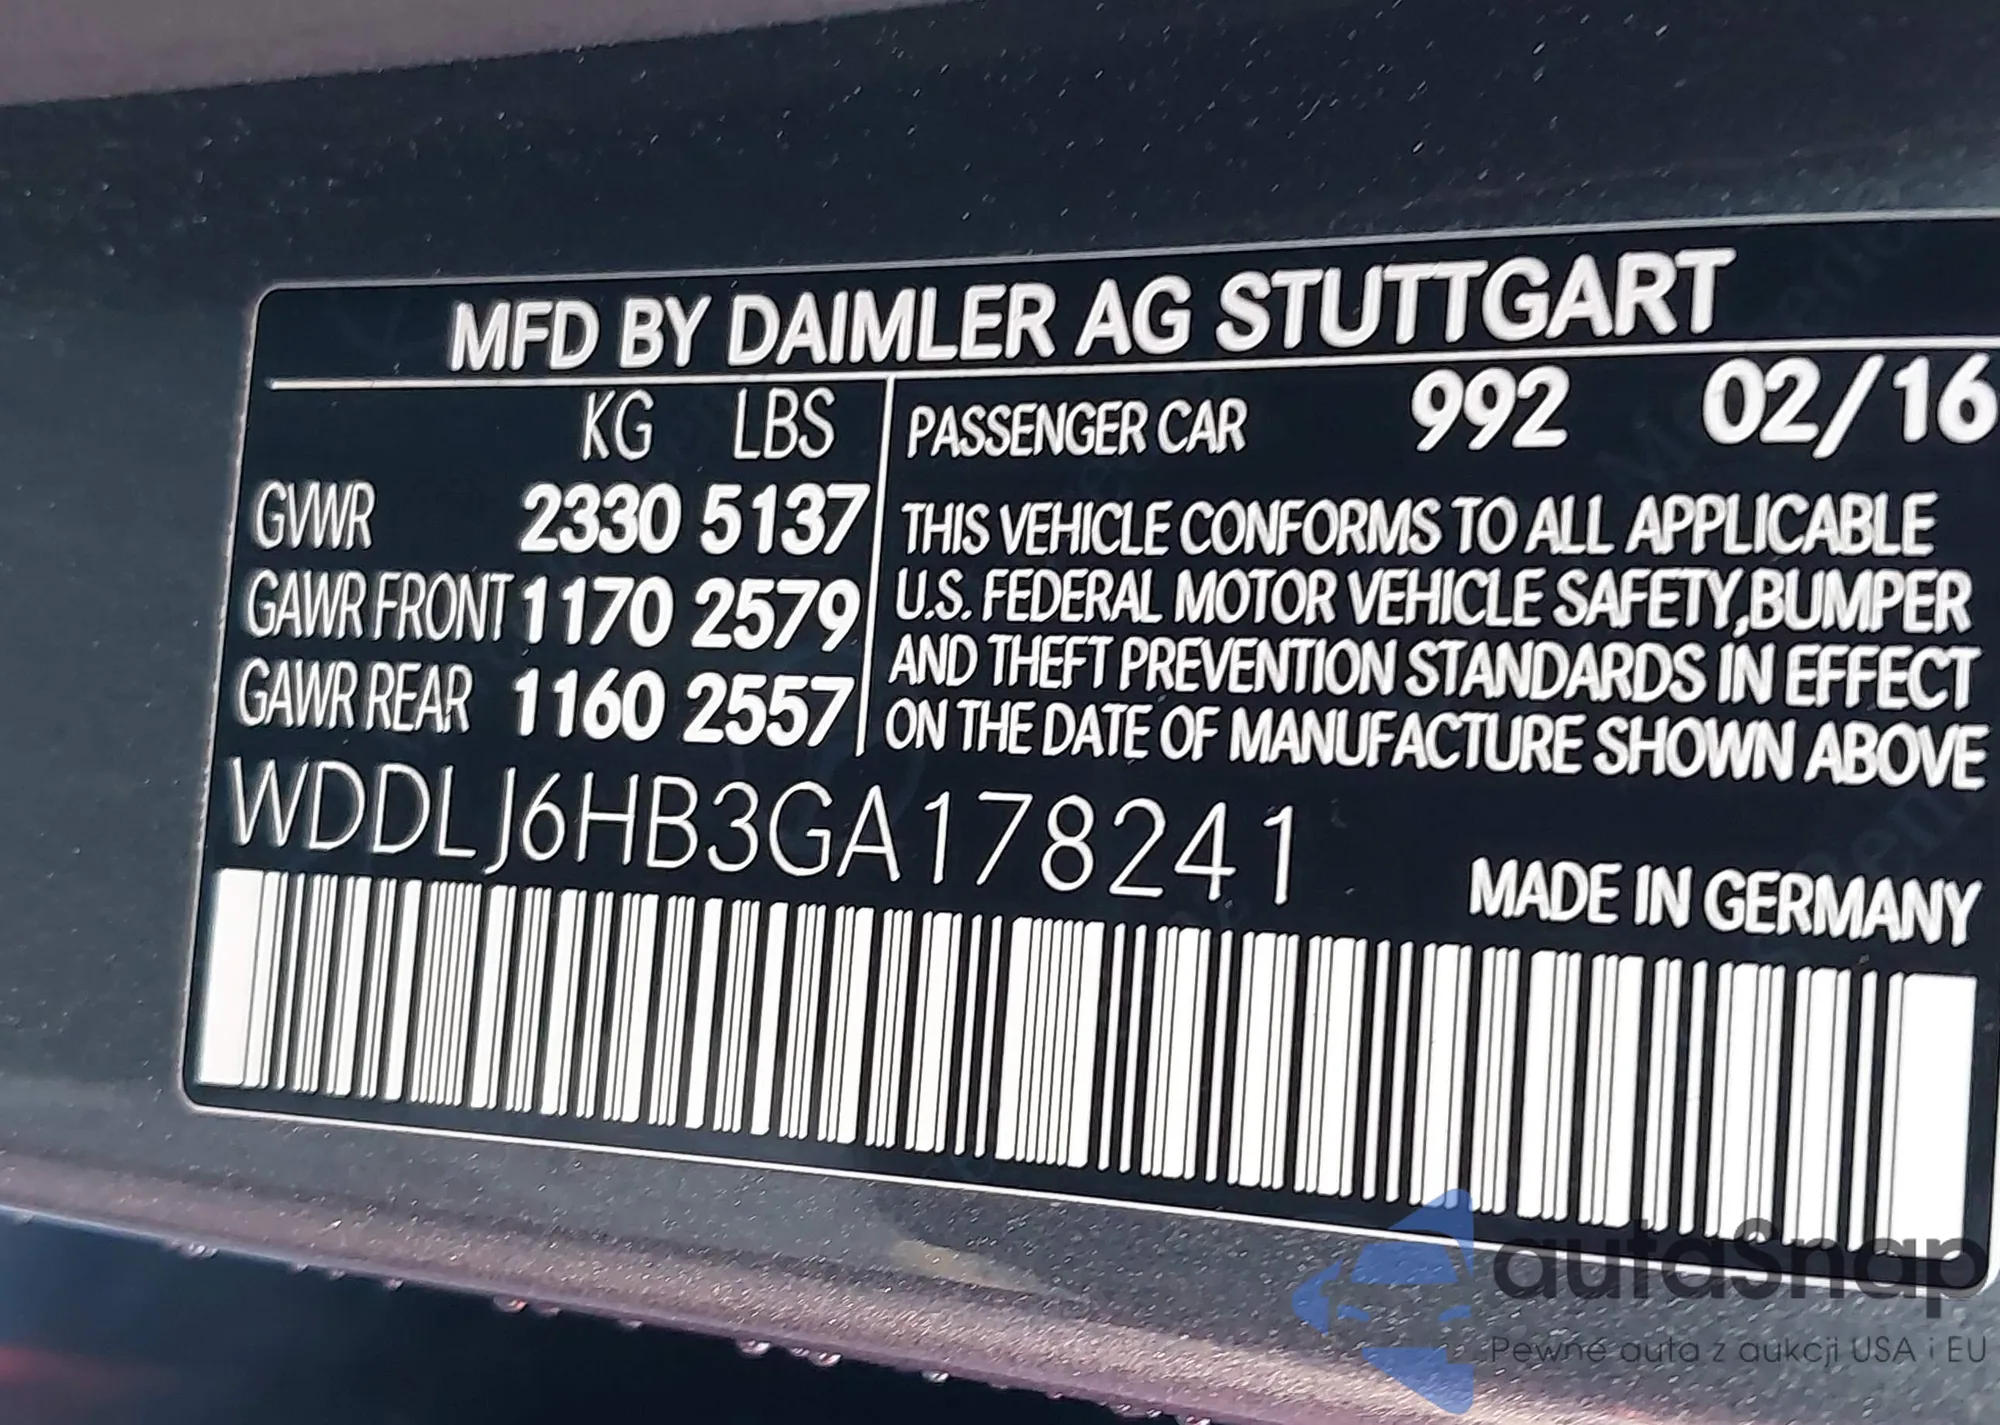 MFD BY DAIMLER AG STUTTGART
KG LBS
GVWR 2330 5137
GAWR FRONT 1170 2579
GAWR REAR 1160 2557
PASSENGER CAR 992 02/16
THIS VEHICLE CONFORMS TO ALL APPLICABLE
U.S. FEDERAL MOTOR VEHICLE SAFETY,BUMPER
AND THEFT PREVENTION STANDARDS IN EFFECT
ON THE DATE OF MANUFACTURE SHOWN ABOVE
WDDLJ6HB3GA178241
MADE IN GERMANY
autaSnap
Pewne auta z aukcji USA i EU